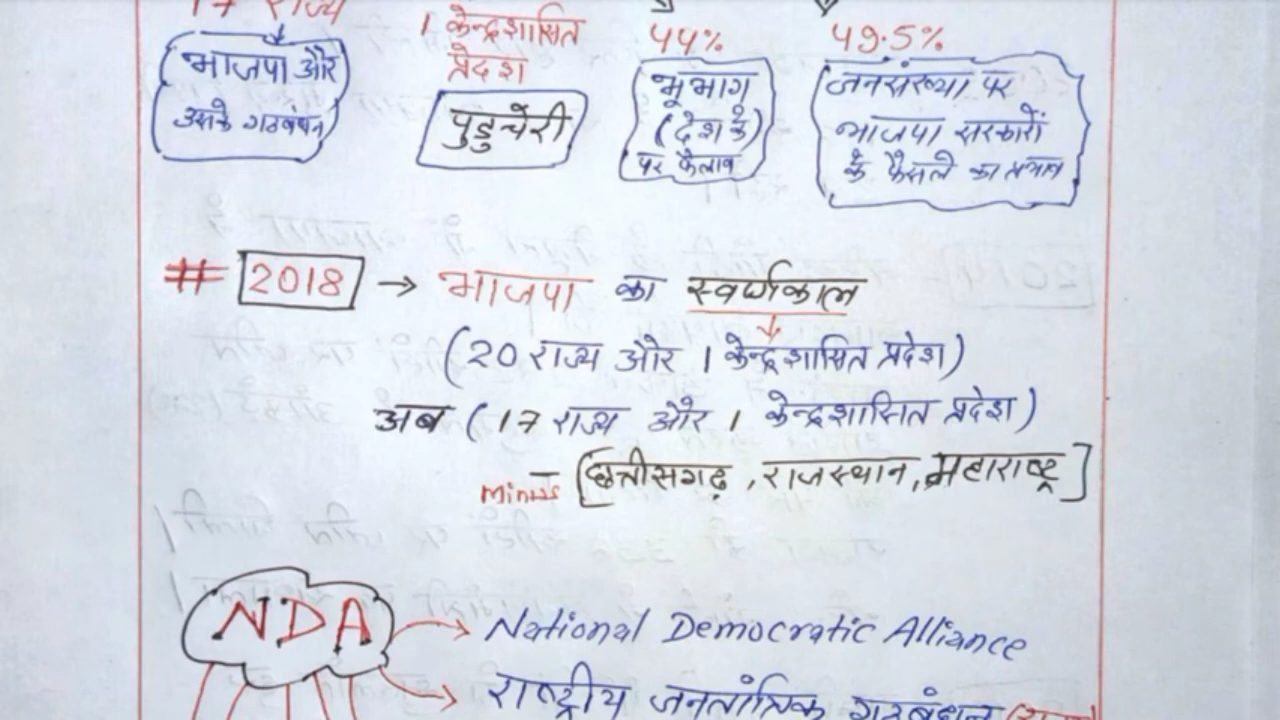 17 राज्य
1 केन्द्रशासित प्रदेश
44%
49.5%
भाजपा और
उसके गठबंधन
पुडुचेरी
भूभाग
(देश के)
पर फैलाव
जनसंख्या पर
भाजपा सरकारों
के फैसले का प्रभाव
# 2018 → भाजपा का स्वर्णकाल
(20 राज्य और 1 केन्द्रशासित प्रदेश)
अब (17 राज्य और 1 केन्द्रशासित प्रदेश)
Minus - [छत्तीसगढ़, राजस्थान, महाराष्ट्र]
NDA → National Democratic Alliance
→ राष्ट्रीय जनतांत्रिक गठबंधन